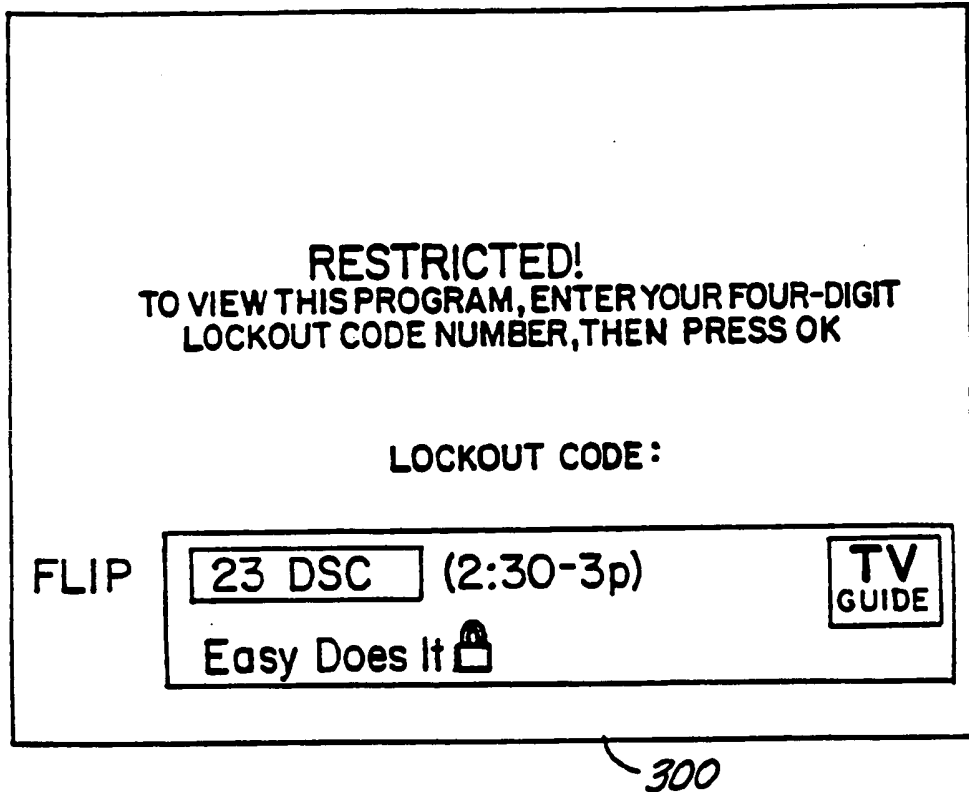 RESTRICTED!
TO VIEW THIS PROGRAM, ENTER YOUR FOUR-DIGIT
LOCKOUT CODE NUMBER, THEN PRESS OK
LOCKOUT CODE:
FLIP
23 DSC (2:30-3p)
TV
GUIDE
Easy Does It
300